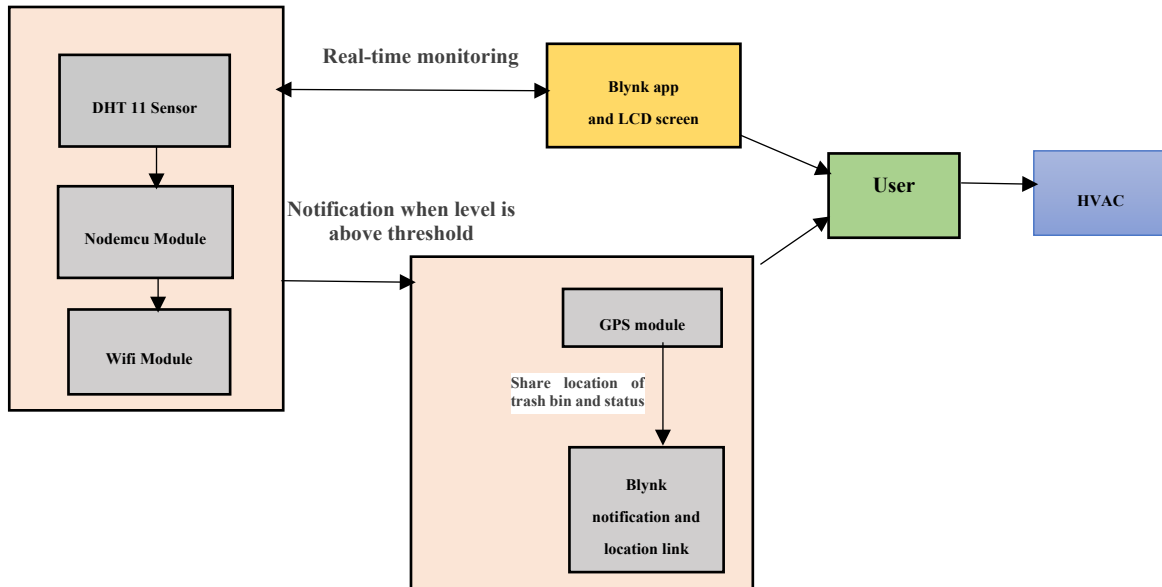 Real-time monitoring
DHT 11 Sensor
Blynk app
and LCD screen
User
HVAC
Nodemcu Module
Notification when level is
above threshold
Wifi Module
GPS module
Share location of
trash bin and status
Blynk
notification and
location link